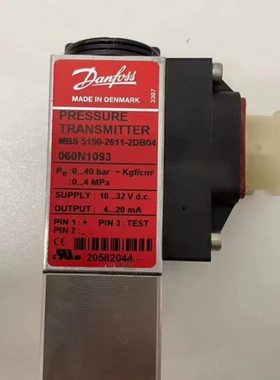 Danfoss
MADE IN DENMARK
3307
PRESSURE
TRANSMITTER
MBS 5150-2611-2DB04
060N1093
Pe :0...40 bar ~ Kgf/cm²
:0...4 MPa
SUPPLY : 10...32 V d.c.
OUTPUT : 4...20 mA
PIN 1 : + PIN 3 : TEST
PIN 2 : -
CE
2058204A